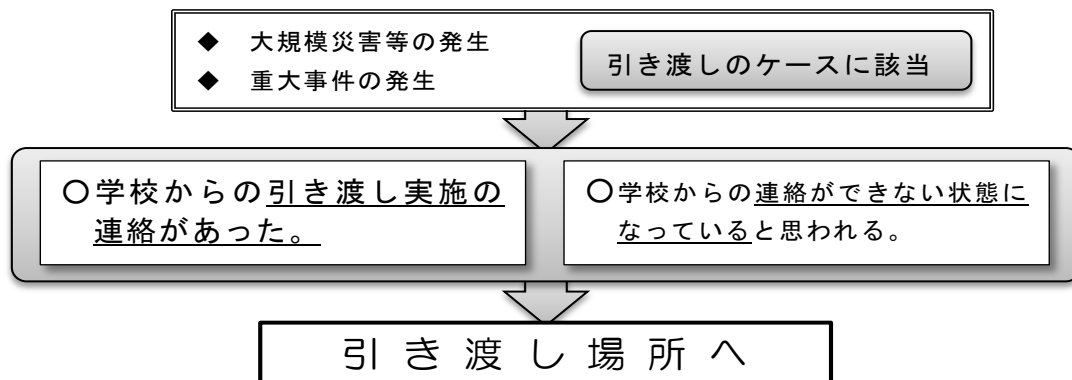 ◆ 大規模災害等の発生
◆ 重大事件の発生
引き渡しのケースに該当
〇学校からの引き渡し実施の
連絡があった。
〇学校からの連絡ができない状態に
なっていると思われる。
引き渡し場所へ